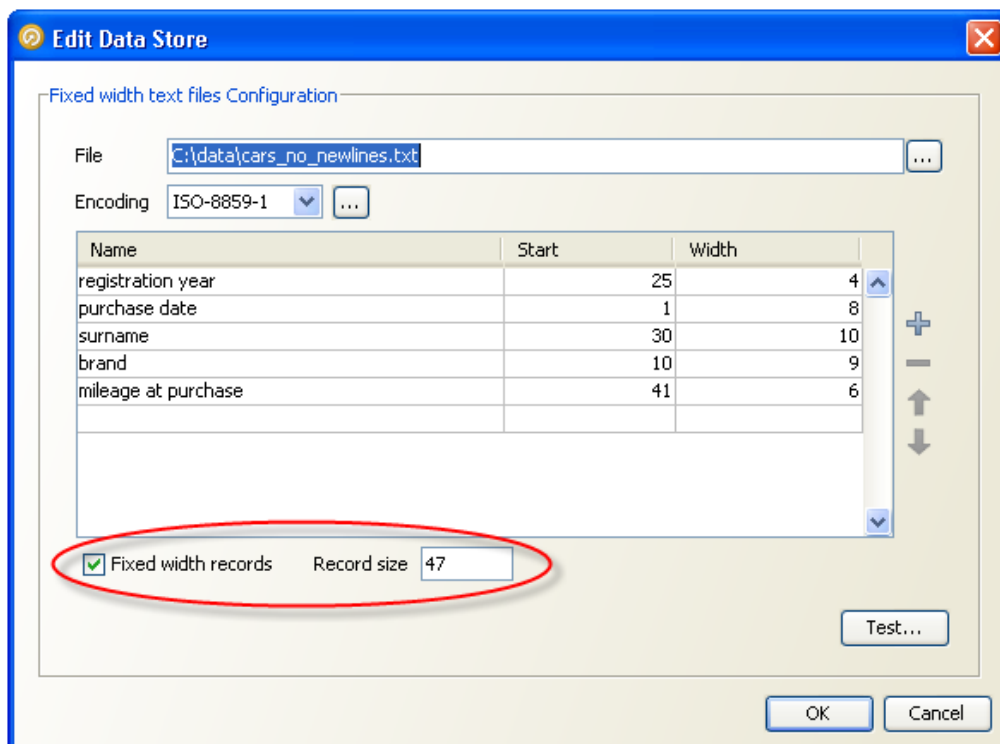 Edit Data Store
Fixed width text files Configuration
File C:\data\cars_no_newlines.txt ...
Encoding ISO-8859-1 ...
Name Start Width
registration year 25 4
purchase date 1 8
surname 30 10
brand 10 9
mileage at purchase 41 6
Fixed width records Record size 47
Test...
OK Cancel